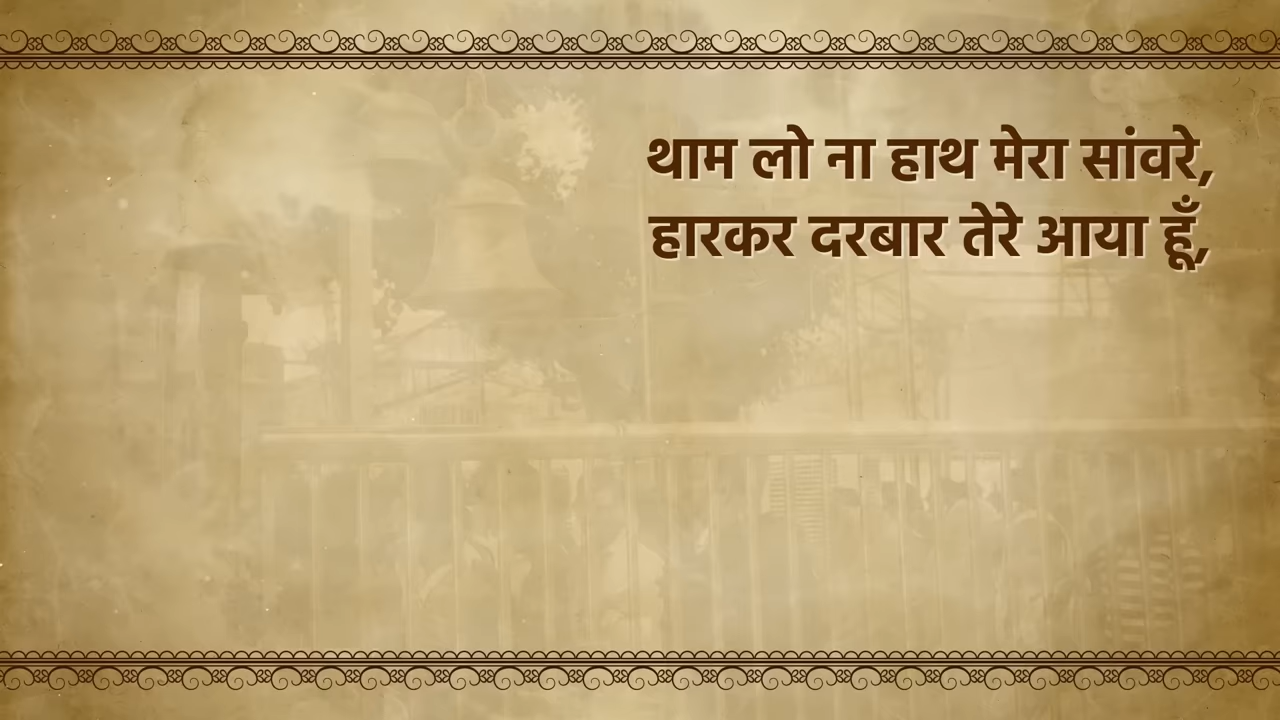 थाम लो ना हाथ मेरा सांवरे,
हारकर दरबार तेरे आया हूँ,